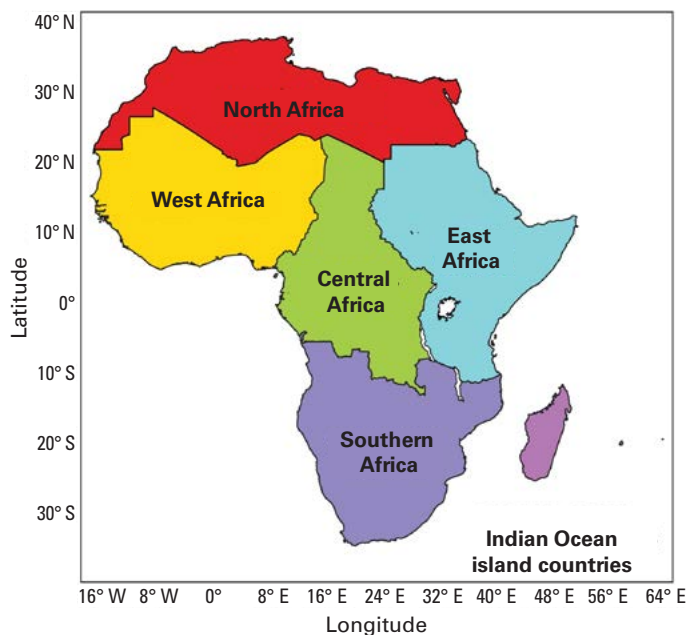 40° N
30° N
North Africa
20° N
West Africa
10° N
East
Africa
Central
Africa
Latitude
0°
10° S
Southern
Africa
20° S
30° S
Indian Ocean
island countries
16° W 8° W 0° 8° E 16° E 24° E 32° E 40° E 48° E 56° E 64° E
Longitude